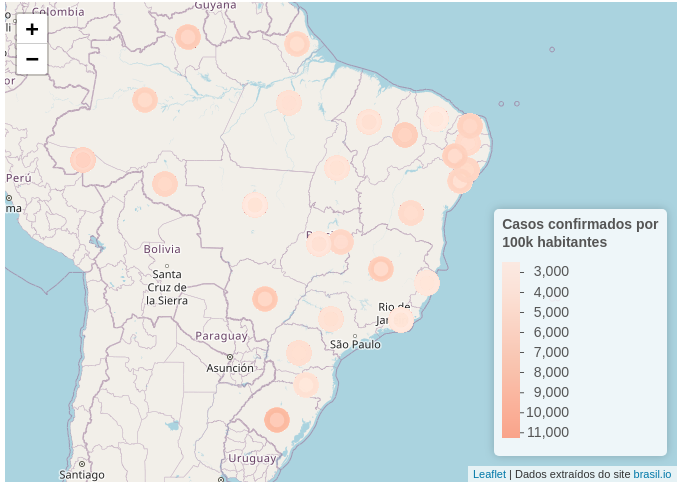 Colombia
Guyana
+
−
Perú
Bolivia
Santa
Cruz de
la Sierra
Rio de
São Paulo
Paraguay
Asunción
Uruguay
Santiago
Casos confirmados por
100k habitantes
3,000
4,000
5,000
6,000
7,000
8,000
9,000
10,000
11,000
Leaflet | Dados extraídos do site brasil.io